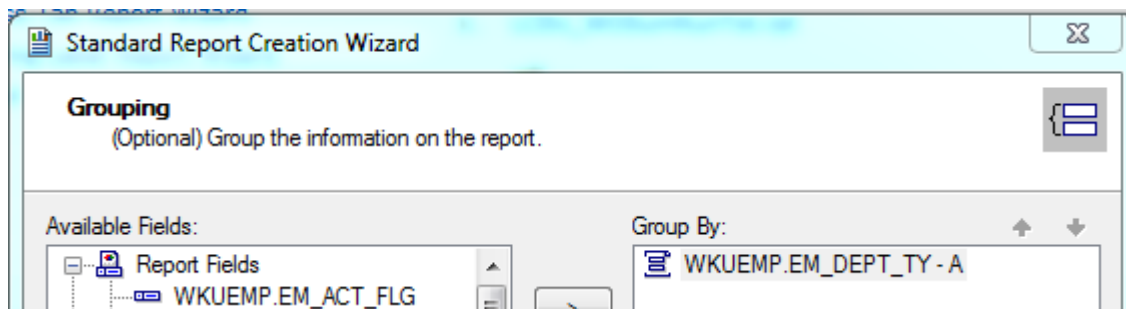 Standard Report Creation Wizard
Grouping
(Optional) Group the information on the report.
Available Fields:
Group By:
Report Fields
WKUEMP.EM_ACT_FLG
WKUEMP.EM_DEPT_TY - A
>